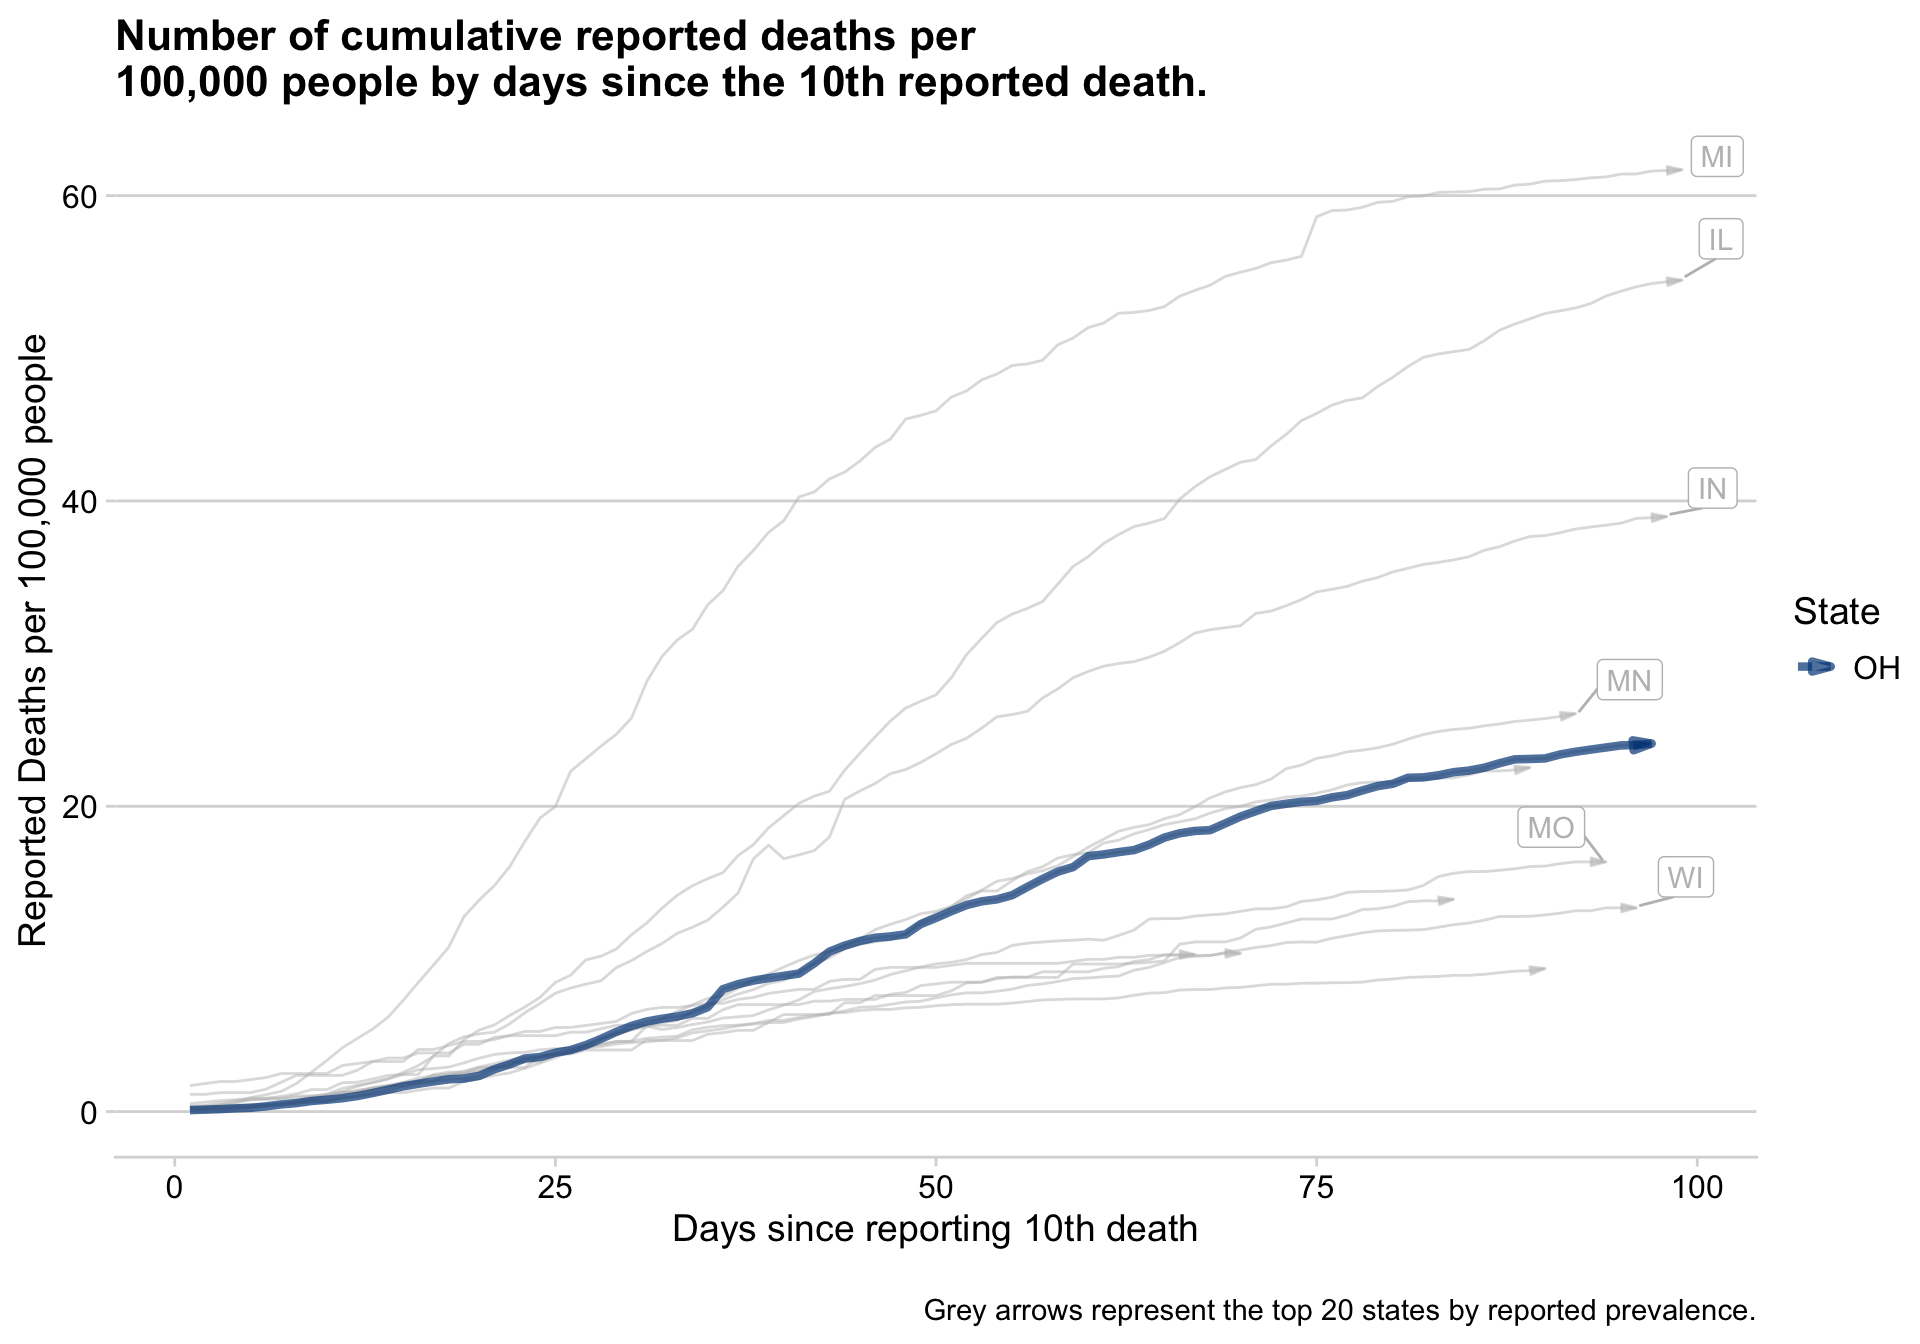 Number of cumulative reported deaths per
100,000 people by days since the 10th reported death.
Reported Deaths per 100,000 people
60
40
20
0
MI
IL
IN
MN
MO
WI
State
OH
0
25
50
75
100
Days since reporting 10th death
Grey arrows represent the top 20 states by reported prevalence.